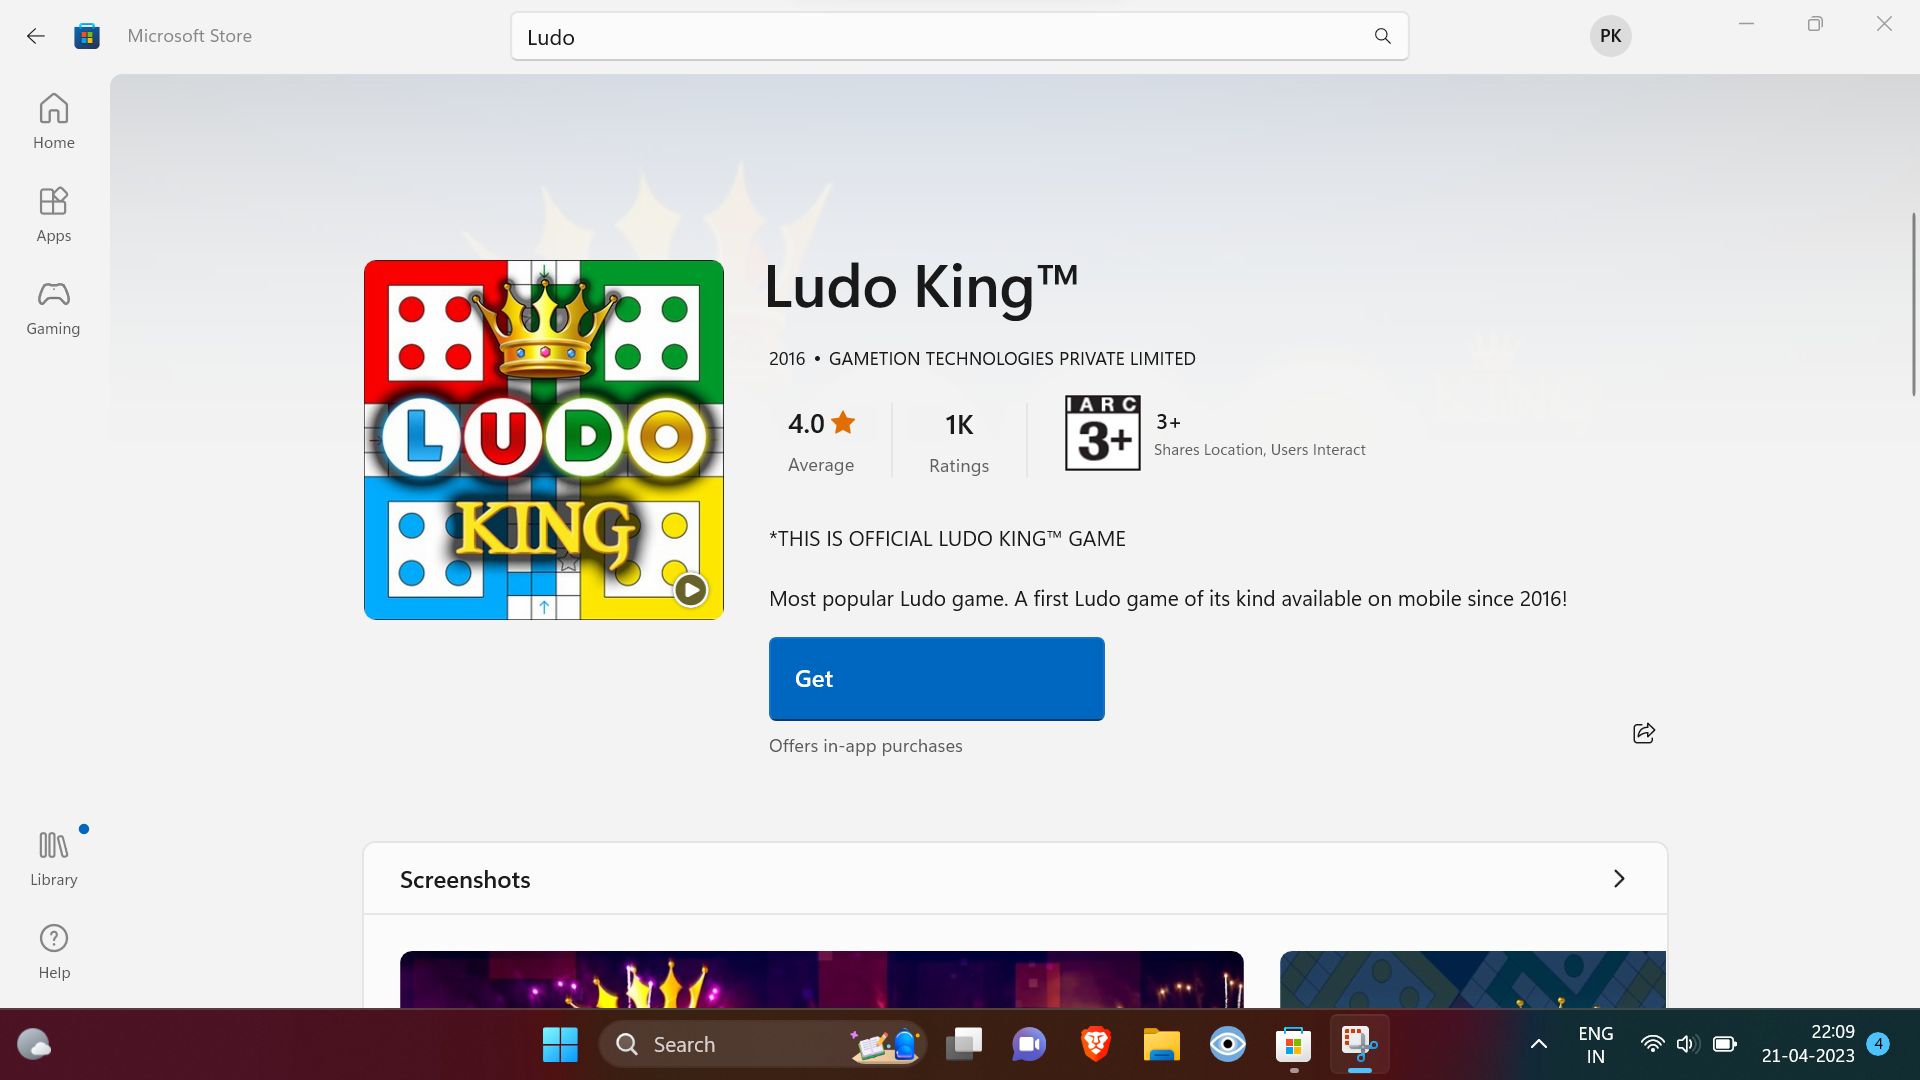 Microsoft Store
Ludo
PK
Home
Apps
Gaming
LUDO
KING
Ludo King™
2016 • GAMETION TECHNOLOGIES PRIVATE LIMITED
4.0
Average
1K
Ratings
IARC
3+
3+
Shares Location, Users Interact
*THIS IS OFFICIAL LUDO KING™ GAME
Most popular Ludo game. A first Ludo game of its kind available on mobile since 2016!
Get
Offers in-app purchases
Library
Help
Screenshots
Search
ENG
IN
22:09
21-04-2023
4